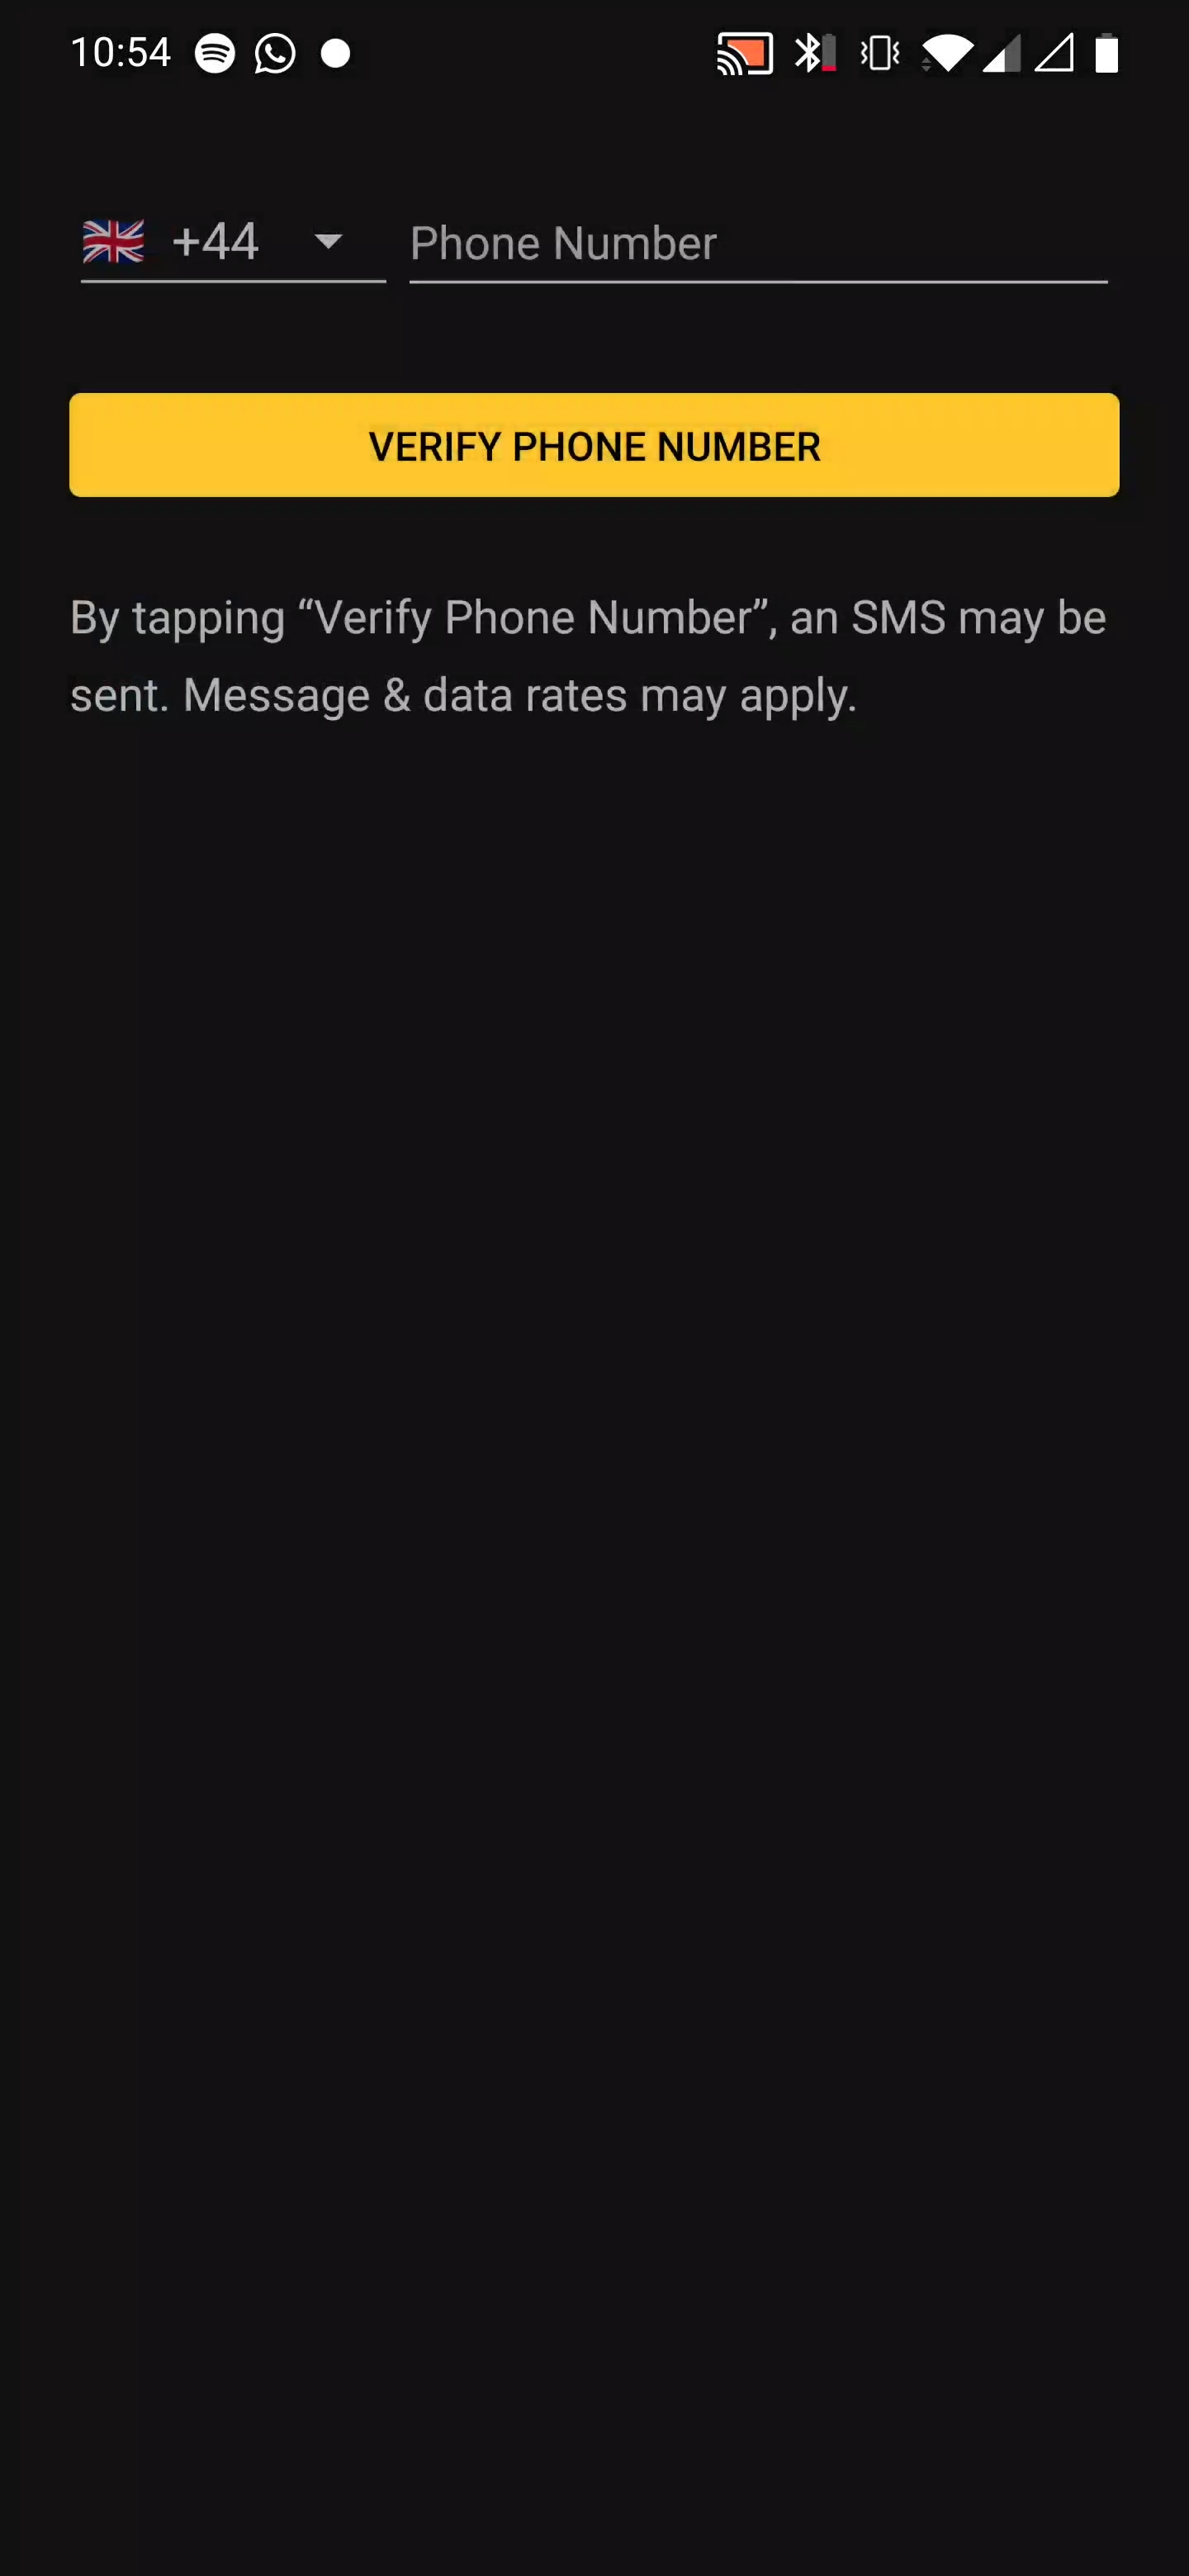 10:54
+44
Phone Number
VERIFY PHONE NUMBER
By tapping “Verify Phone Number”, an SMS may be
sent. Message & data rates may apply.